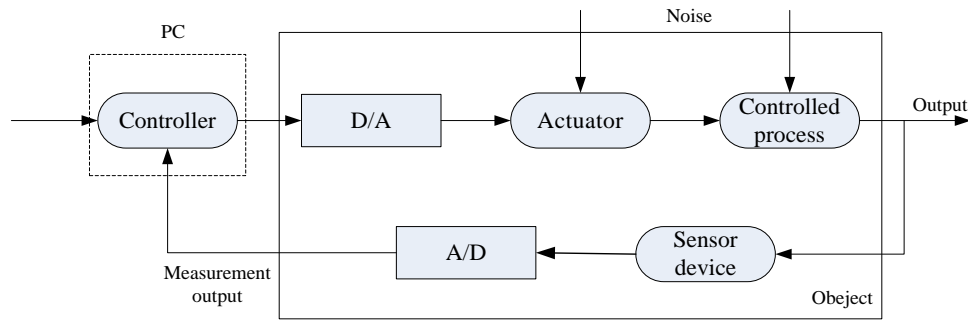 PC
Noise
Controller
D/A
Actuator
Controlled
process
Output
A/D
Sensor
device
Measurement
output
Obeject